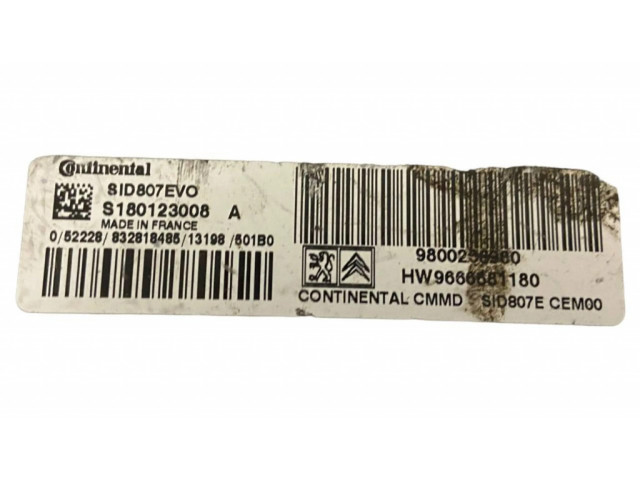 Continental
SID807EVO
S180123008 A
MADE IN FRANCE
0/52228/832818485/13198/501B0
HW9666681180
CONTINENTAL CMMD SID807E CEM00